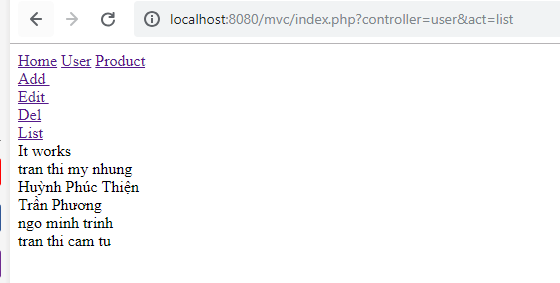 localhost:8080/mvc/index.php?controller=user&act=list
Home User Product
Add
Edit
Del
List
It works
tran thi my nhung
Huỳnh Phúc Thiện
Trần Phương
ngo minh trinh
tran thi cam tu